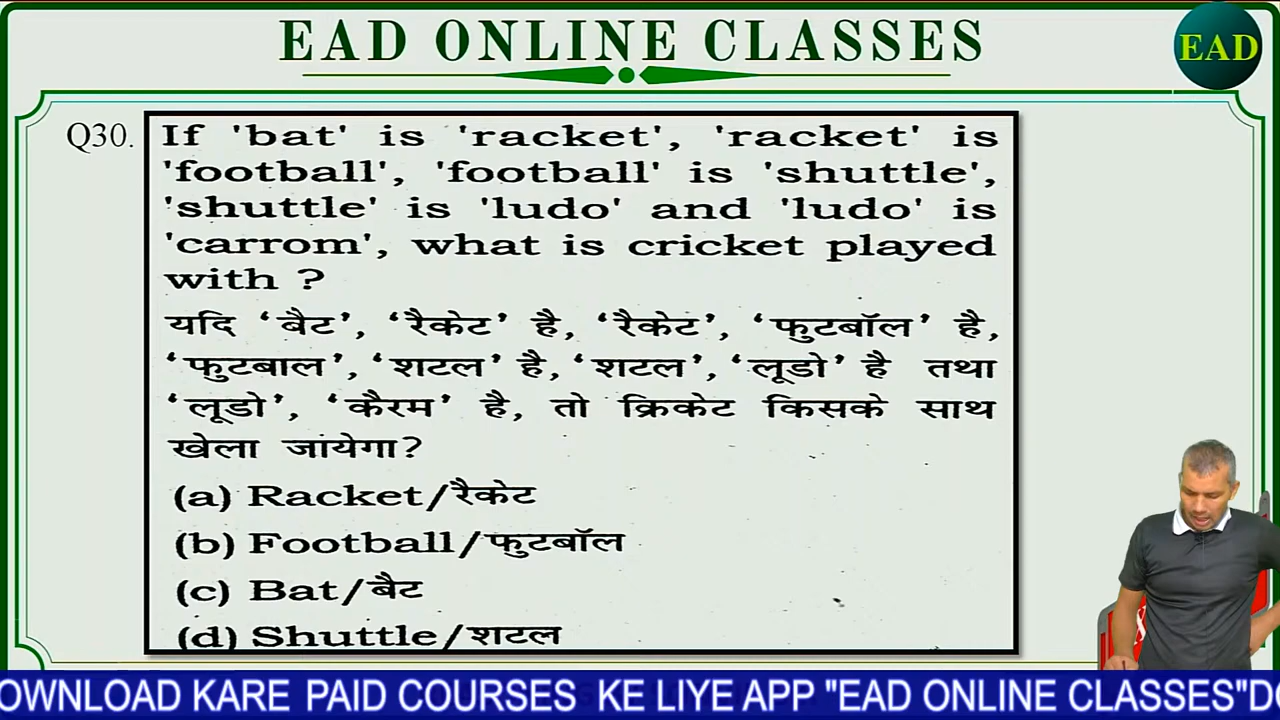 EAD ONLINE CLASSES
EAD
Q30.
If 'bat' is 'racket', 'racket' is
'football', 'football' is 'shuttle',
'shuttle' is 'ludo' and 'ludo' is
'carrom', what is cricket played
with ?
यदि ‘बैट’, ‘रैकेट’ है, ‘रैकेट’, ‘फुटबॉल’ है,
‘फुटबाल’, ‘शटल’ है, ‘शटल’, ‘लूडो’ है तथा
‘लूडो’, ‘कैरम’ है, तो क्रिकेट किसके साथ
खेला जायेगा?
(a) Racket/रैकेट
(b) Football/फुटबॉल
(c) Bat/बैट
(d) Shuttle/शटल
OWNLOAD KARE PAID COURSES KE LIYE APP "EAD ONLINE CLASSES"DO